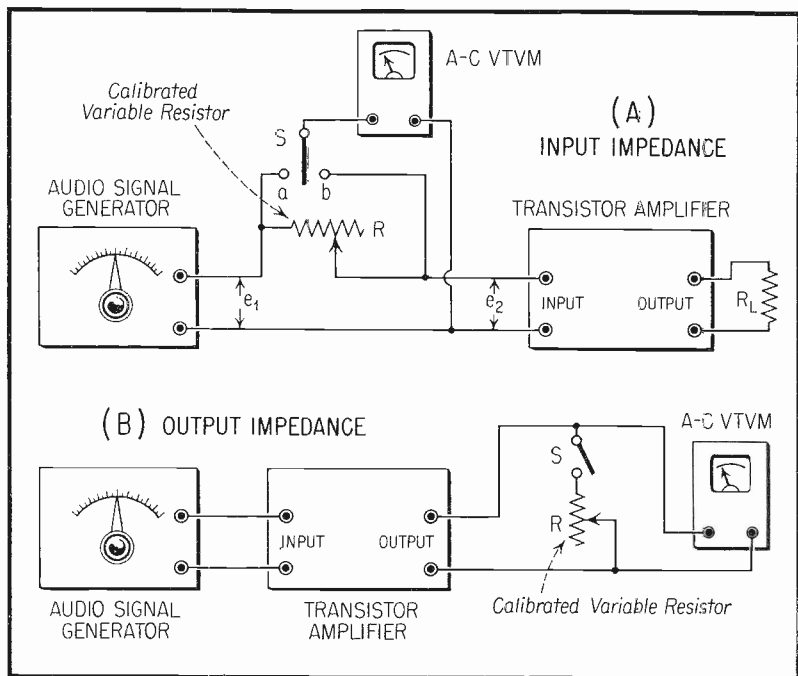 A-C VTVM
Calibrated
Variable Resistor
(A)
INPUT IMPEDANCE
S
a
b
AUDIO SIGNAL
GENERATOR
R
TRANSISTOR AMPLIFIER
e1
e2
INPUT
OUTPUT
RL
(B) OUTPUT IMPEDANCE
A-C VTVM
S
INPUT
OUTPUT
R
AUDIO SIGNAL
GENERATOR
TRANSISTOR
AMPLIFIER
Calibrated Variable Resistor